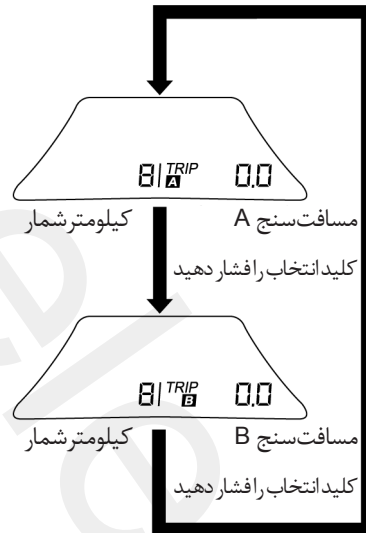 8 TRIP A 0.0
مسافت‌سنج A کیلومترشمار
کلید انتخاب را فشار دهید
8 TRIP B 0.0
مسافت‌سنج B کیلومترشمار
کلید انتخاب را فشار دهید